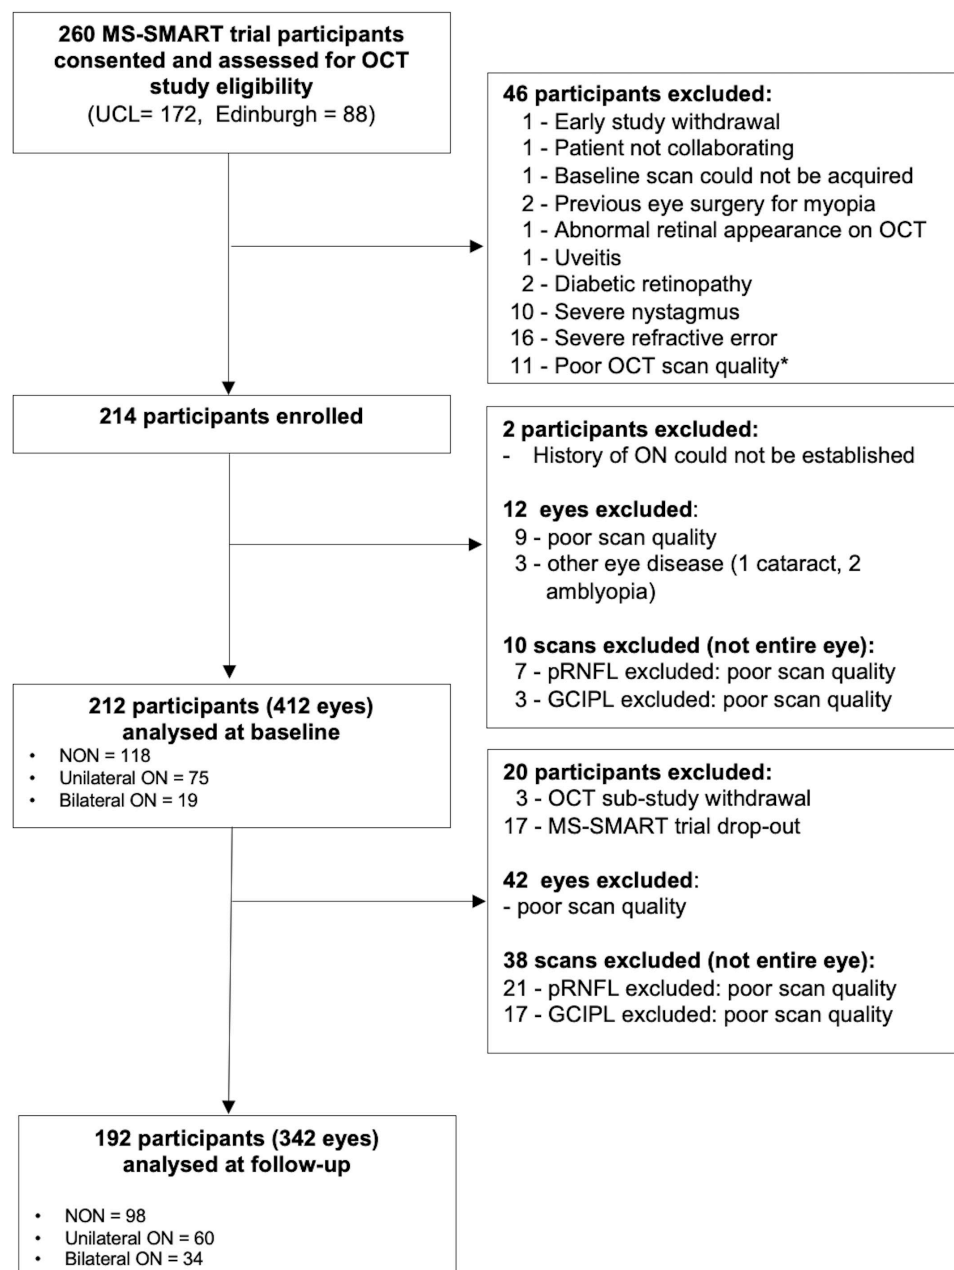 260 MS-SMART trial participants
consented and assessed for OCT
study eligibility
(UCL= 172, Edinburgh = 88)
46 participants excluded:
1 - Early study withdrawal
1 - Patient not collaborating
1 - Baseline scan could not be acquired
2 - Previous eye surgery for myopia
1 - Abnormal retinal appearance on OCT
1 - Uveitis
2 - Diabetic retinopathy
10 - Severe nystagmus
16 - Severe refractive error
11 - Poor OCT scan quality*
214 participants enrolled
2 participants excluded:
- History of ON could not be established
12 eyes excluded:
9 - poor scan quality
3 - other eye disease (1 cataract, 2
amblyopia)
10 scans excluded (not entire eye):
7 - pRNFL excluded: poor scan quality
3 - GCIPL excluded: poor scan quality
212 participants (412 eyes)
analysed at baseline
• NON = 118
• Unilateral ON = 75
• Bilateral ON = 19
20 participants excluded:
3 - OCT sub-study withdrawal
17 - MS-SMART trial drop-out
42 eyes excluded:
- poor scan quality
38 scans excluded (not entire eye):
21 - pRNFL excluded: poor scan quality
17 - GCIPL excluded: poor scan quality
192 participants (342 eyes)
analysed at follow-up
• NON = 98
• Unilateral ON = 60
• Bilateral ON = 34